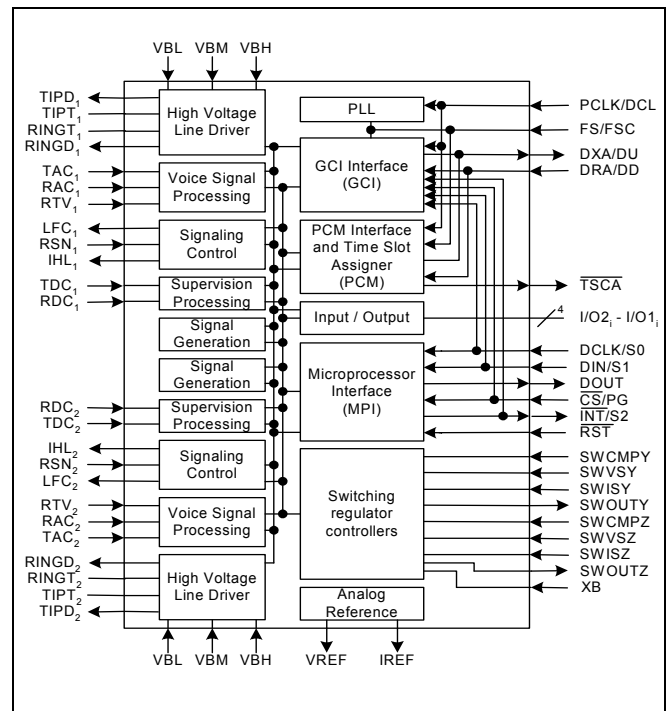 VBL VBM VBH
TIPD1
TIPT1
RINGT1
RINGD1
TAC1
RAC1
RTV1
LFC1
RSN1
IHL1
TDC1
RDC1
RDC2
TDC2
IHL2
RSN2
LFC2
RTV2
RAC2
TAC2
RINGD2
RINGT2
TIPT2
TIPD2
High Voltage
Line Driver
Voice Signal
Processing
Signaling
Control
Supervision
Processing
Signal
Generation
Signal
Generation
Supervision
Processing
Signaling
Control
Voice Signal
Processing
High Voltage
Line Driver
PLL
GCI Interface
(GCI)
PCM Interface
and Time Slot
Assigner
(PCM)
Input / Output
Microprocessor
Interface
(MPI)
Switching
regulator
controllers
Analog
Reference
PCLK/DCL
FS/FSC
DXA/DU
DRA/DD
TSCA
4
I/O2i - I/O1i
DCLK/S0
DIN/S1
DOUT
CS/PG
INT/S2
RST
SWCMPY
SWVSY
SWISY
SWOUTY
SWCMPZ
SWVSZ
SWISZ
SWOUTZ
XB
VBL VBM VBH
VREF IREF